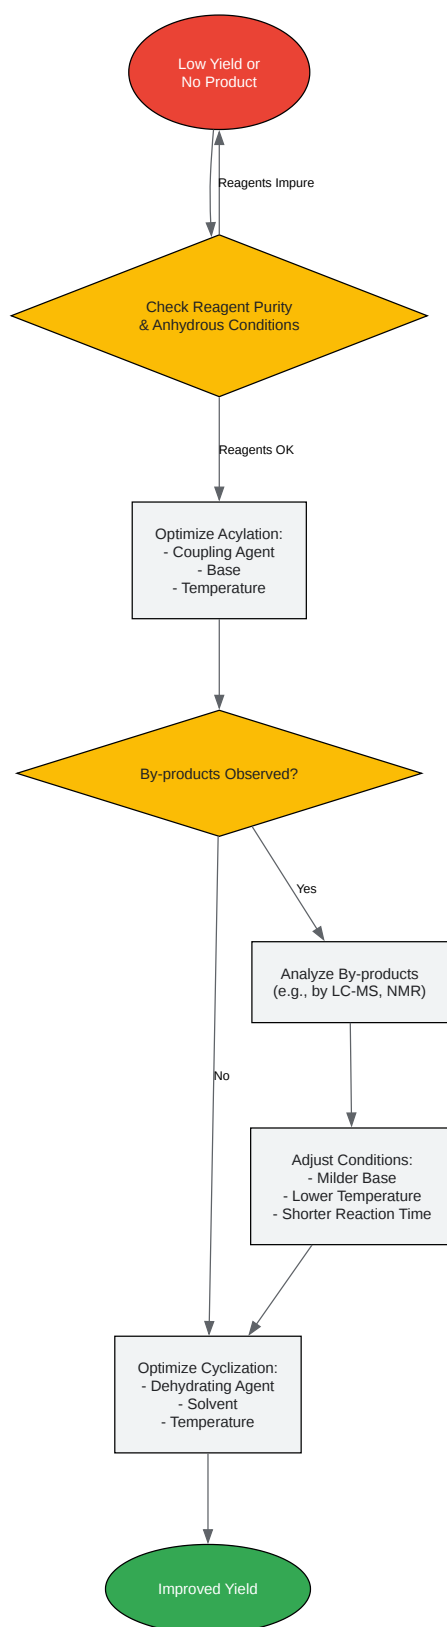 Low Yield or
No Product
Reagents Impure
Check Reagent Purity
& Anhydrous Conditions
Reagents OK
Optimize Acylation:
- Coupling Agent
- Base
- Temperature
By-products Observed?
Yes
Analyze By-products
(e.g., by LC-MS, NMR)
No
Adjust Conditions:
- Milder Base
- Lower Temperature
- Shorter Reaction Time
Optimize Cyclization:
- Dehydrating Agent
- Solvent
- Temperature
Improved Yield